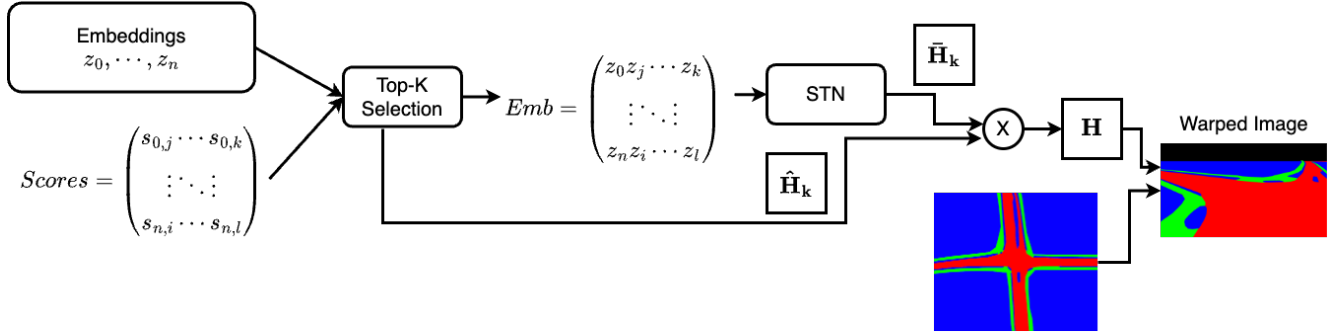 Embeddings
z_0, ⋯, z_n
Top-K
Selection
Scores = ( s_{0,j} ⋯ s_{0,k}
⋮ ⋱ ⋮
s_{n,i} ⋯ s_{n,l} )
Emb = ( z_0 z_j ⋯ z_k
⋮ ⋱ ⋮
z_n z_i ⋯ z_l )
STN
H̄_k
Ĥ_k
X
H
Warped Image